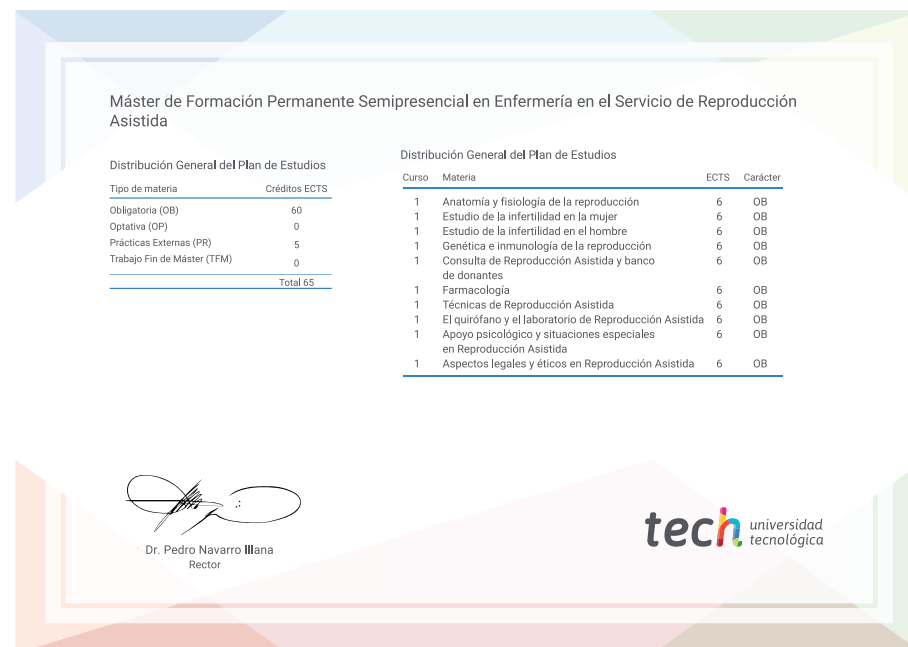 Máster de Formación Permanente Semipresencial en Enfermería en el Servicio de Reproducción
Asistida
Distribución General del Plan de Estudios
Tipo de materia Créditos ECTS
Obligatoria (OB) 60
Optativa (OP) 0
Prácticas Externas (PR) 5
Trabajo Fin de Máster (TFM) 0
Total 65
Distribución General del Plan de Estudios
Curso Materia ECTS Carácter
1 Anatomía y fisiología de la reproducción 6 OB
1 Estudio de la infertilidad en la mujer 6 OB
1 Estudio de la infertilidad en el hombre 6 OB
1 Genética e inmunología de la reproducción 6 OB
1 Consulta de Reproducción Asistida y banco 6 OB
de donantes
1 Farmacología 6 OB
1 Técnicas de Reproducción Asistida 6 OB
1 El quirófano y el laboratorio de Reproducción Asistida 6 OB
1 Apoyo psicológico y situaciones especiales 6 OB
en Reproducción Asistida
1 Aspectos legales y éticos en Reproducción Asistida 6 OB
Dr. Pedro Navarro Illana
Rector
tech universidad
tecnológica